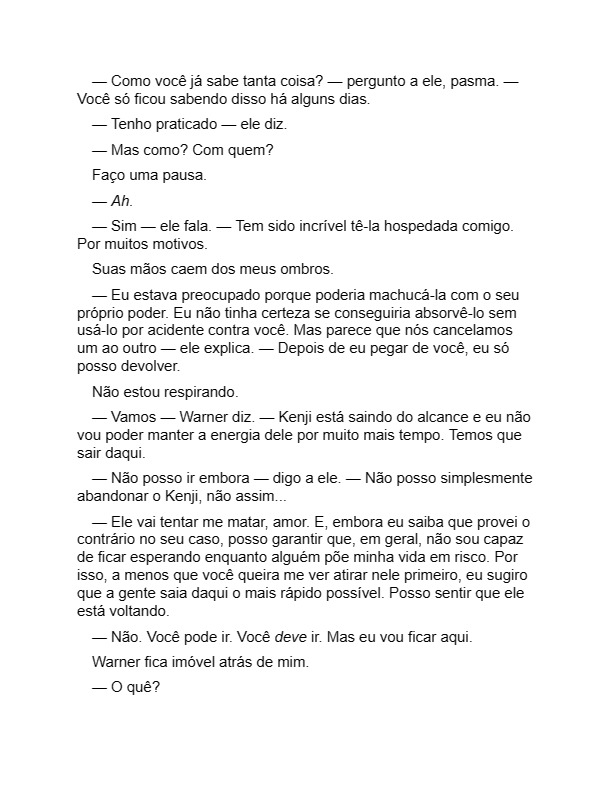 — Como você já sabe tanta coisa? — pergunto a ele, pasma. —
Você só ficou sabendo disso há alguns dias.
— Tenho praticado — ele diz.
— Mas como? Com quem?
Faço uma pausa.
— Ah.
— Sim — ele fala. — Tem sido incrível tê-la hospedada comigo.
Por muitos motivos.
Suas mãos caem dos meus ombros.
— Eu estava preocupado porque poderia machucá-la com o seu
próprio poder. Eu não tinha certeza se conseguiria absorvê-lo sem
usá-lo por acidente contra você. Mas parece que nós cancelamos
um ao outro — ele explica. — Depois de eu pegar de você, eu só
posso devolver.
Não estou respirando.
— Vamos — Warner diz. — Kenji está saindo do alcance e eu não
vou poder manter a energia dele por muito mais tempo. Temos que
sair daqui.
— Não posso ir embora — digo a ele. — Não posso simplesmente
abandonar o Kenji, não assim...
— Ele vai tentar me matar, amor. E, embora eu saiba que provei o
contrário no seu caso, posso garantir que, em geral, não sou capaz
de ficar esperando enquanto alguém põe minha vida em risco. Por
isso, a menos que você queira me ver atirar nele primeiro, eu sugiro
que a gente saia daqui o mais rápido possível. Posso sentir que ele
está voltando.
— Não. Você pode ir. Você deve ir. Mas eu vou ficar aqui.
Warner fica imóvel atrás de mim.
— O quê?